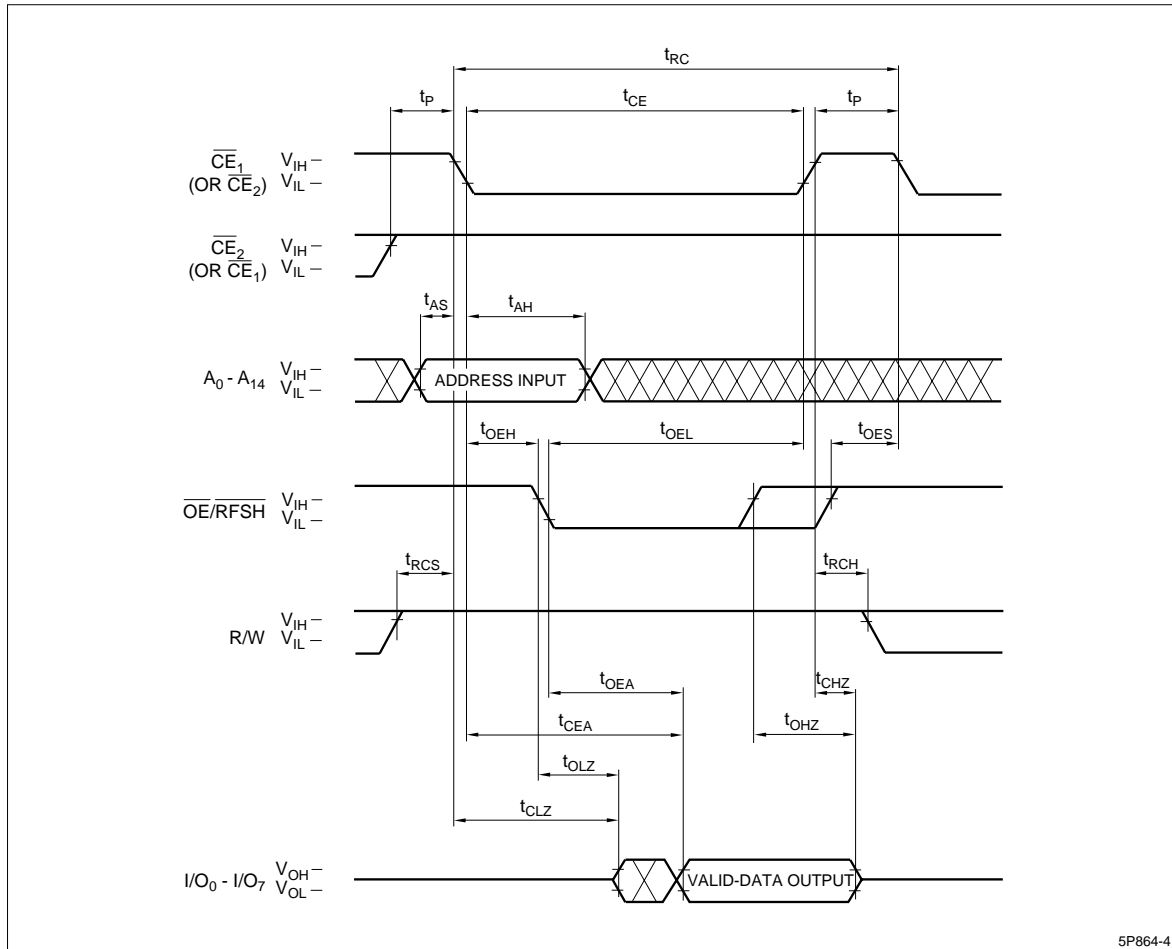 tRC
tP tCE tP
CE1 VIH
(OR CE2) VIL
CE2 VIH
(OR CE1) VIL
tAS tAH
A0 - A14 VIH
VIL
ADDRESS INPUT
tOEH tOEL tOES
OE/RFSH VIH
VIL
tRCS tRCH
R/W VIH
VIL
tOEA tCHZ
tCEA tOHZ
tOLZ
tCLZ
I/O0 - I/O7 VOH
VOL
VALID-DATA OUTPUT
5P864-4